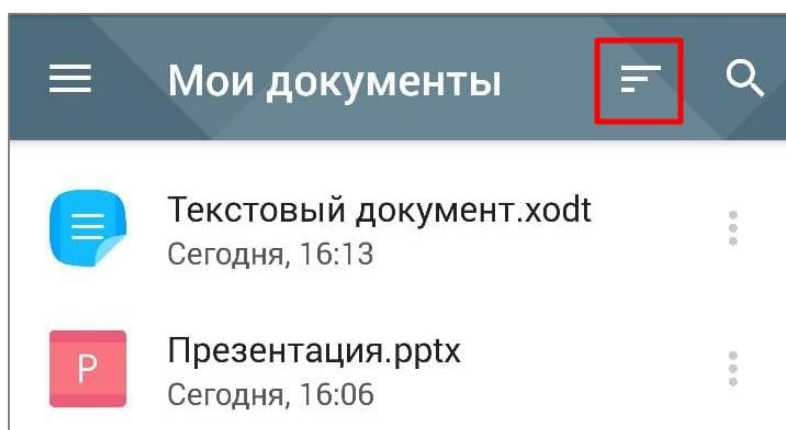 Мои документы
Текстовый документ.xodt
Сегодня, 16:13
P
Презентация.pptx
Сегодня, 16:06